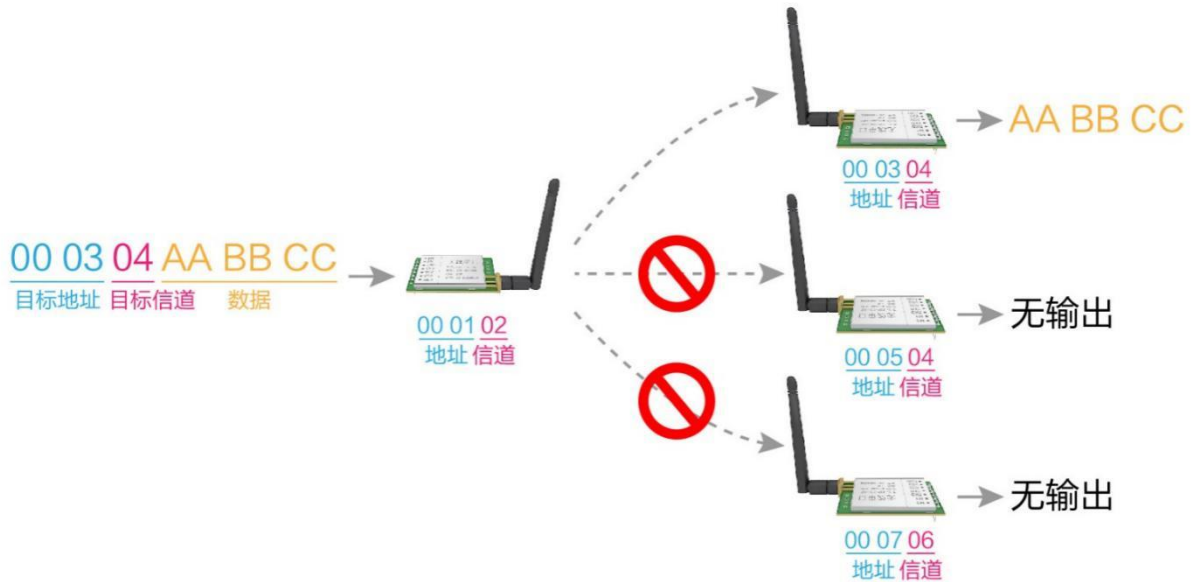 AA BB CC
00 03 04
地址 信道
00 03 04 AA BB CC
目标地址 目标信道 数据
00 01 02
地址 信道
无输出
00 05 04
地址 信道
无输出
00 07 06
地址 信道